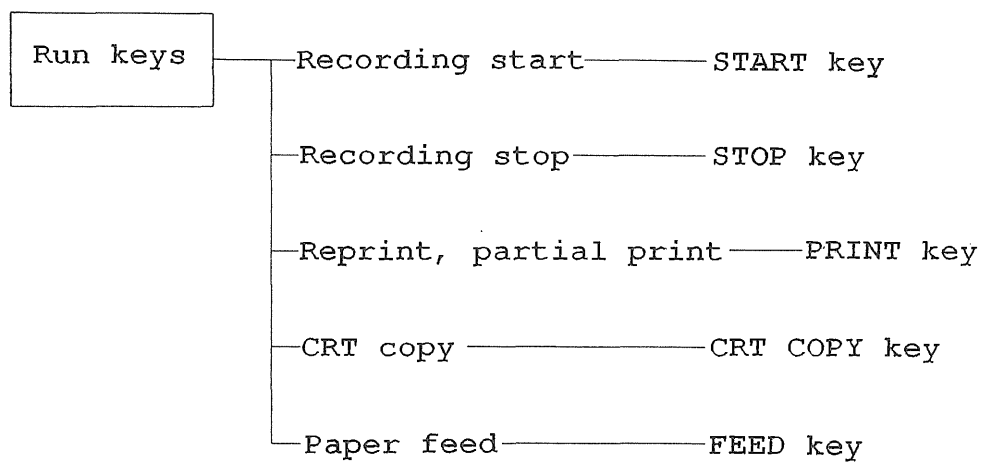 Run keys
Recording start START key
Recording stop STOP key
Reprint, partial print PRINT key
CRT copy CRT COPY key
Paper feed FEED key